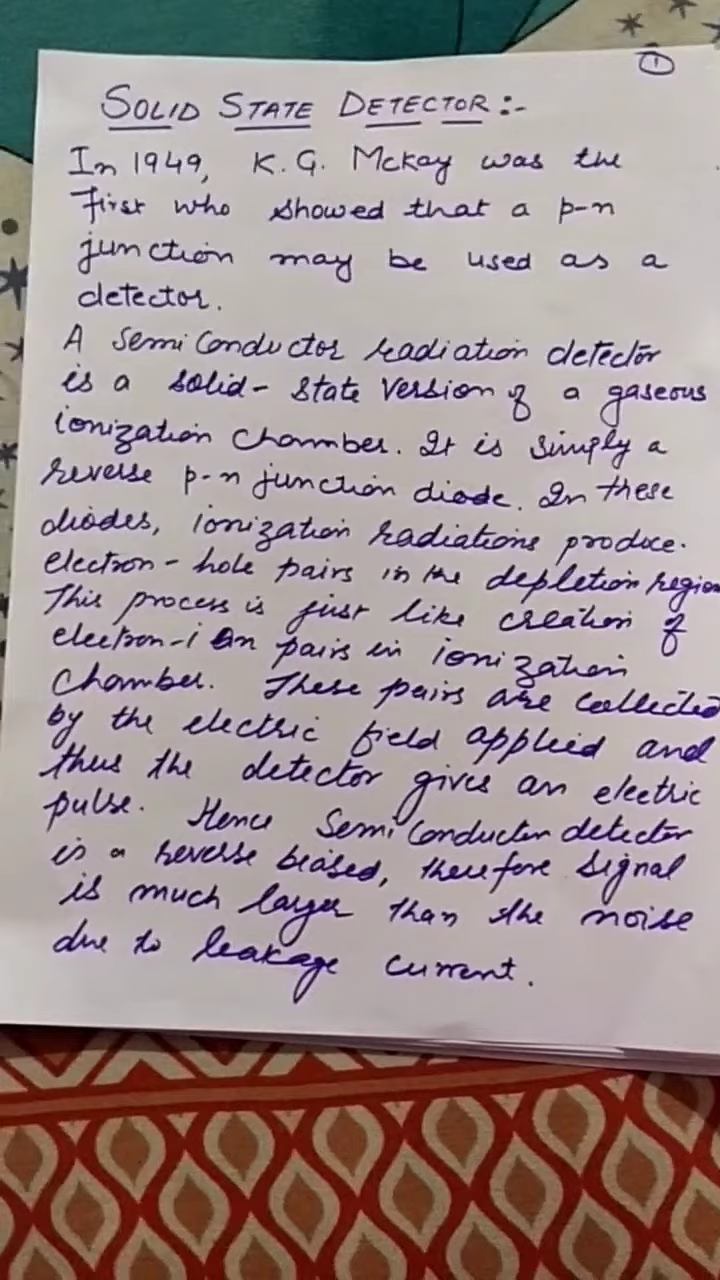 1
SOLID STATE DETECTOR :-
In 1949, K.G. Mckay was the
first who showed that a p-n
junction may be used as a
detector.
A Semi Conductor radiation detector
is a solid-state version of a gaseous
ionization Chamber. It is simply a
reverse p-n junction diode. In these
diodes, ionization radiations produce.
electron-hole pairs in the depletion region
This process is just like creation of
electron-ion pairs in ionization
Chamber. These pairs are collected
by the electric field applied and
thus the detector gives an electric
pulse. Hence Semi Conductor detector
is a reverse biased, therefore signal
is much larger than the noise
due to leakage current.